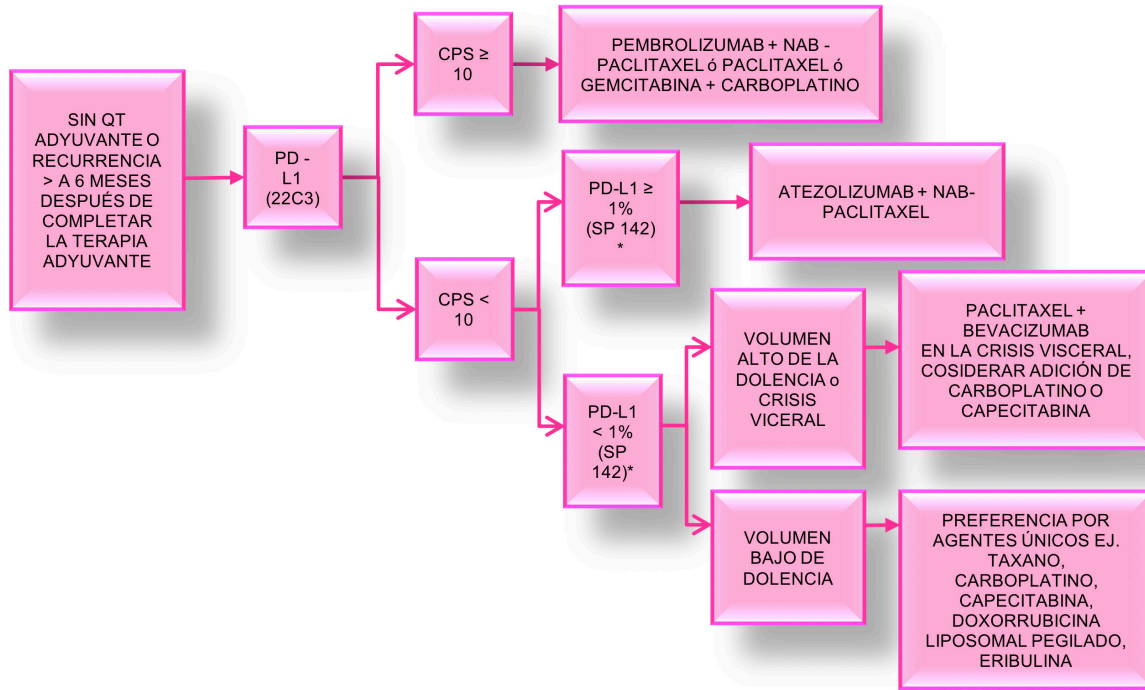 SIN QT
ADYUVANTE O
RECURRENCIA
> A 6 MESES
DESPUÉS DE
COMPLETAR
LA TERAPIA
ADYUVANTE
PD -
L1
(22C3)
CPS ≥
10
PEMBROLIZUMAB + NAB -
PACLITAXEL ó PACLITAXEL ó
GEMCITABINA + CARBOPLATINO
CPS <
10
PD-L1 ≥
1%
(SP 142)
*
ATEZOLIZUMAB + NAB-
PACLITAXEL
PD-L1
< 1%
(SP
142)*
VOLUMEN
ALTO DE LA
DOLENCIA o
CRISIS
VICERAL
PACLITAXEL +
BEVACIZUMAB
EN LA CRISIS VISCERAL,
COSIDERAR ADICIÓN DE
CARBOPLATINO O
CAPECITABINA
VOLUMEN
BAJO DE
DOLENCIA
PREFERENCIA POR
AGENTES ÚNICOS EJ.
TAXANO,
CARBOPLATINO,
CAPECITABINA,
DOXORRUBICINA
LIPOSOMAL PEGILADO,
ERIBULINA